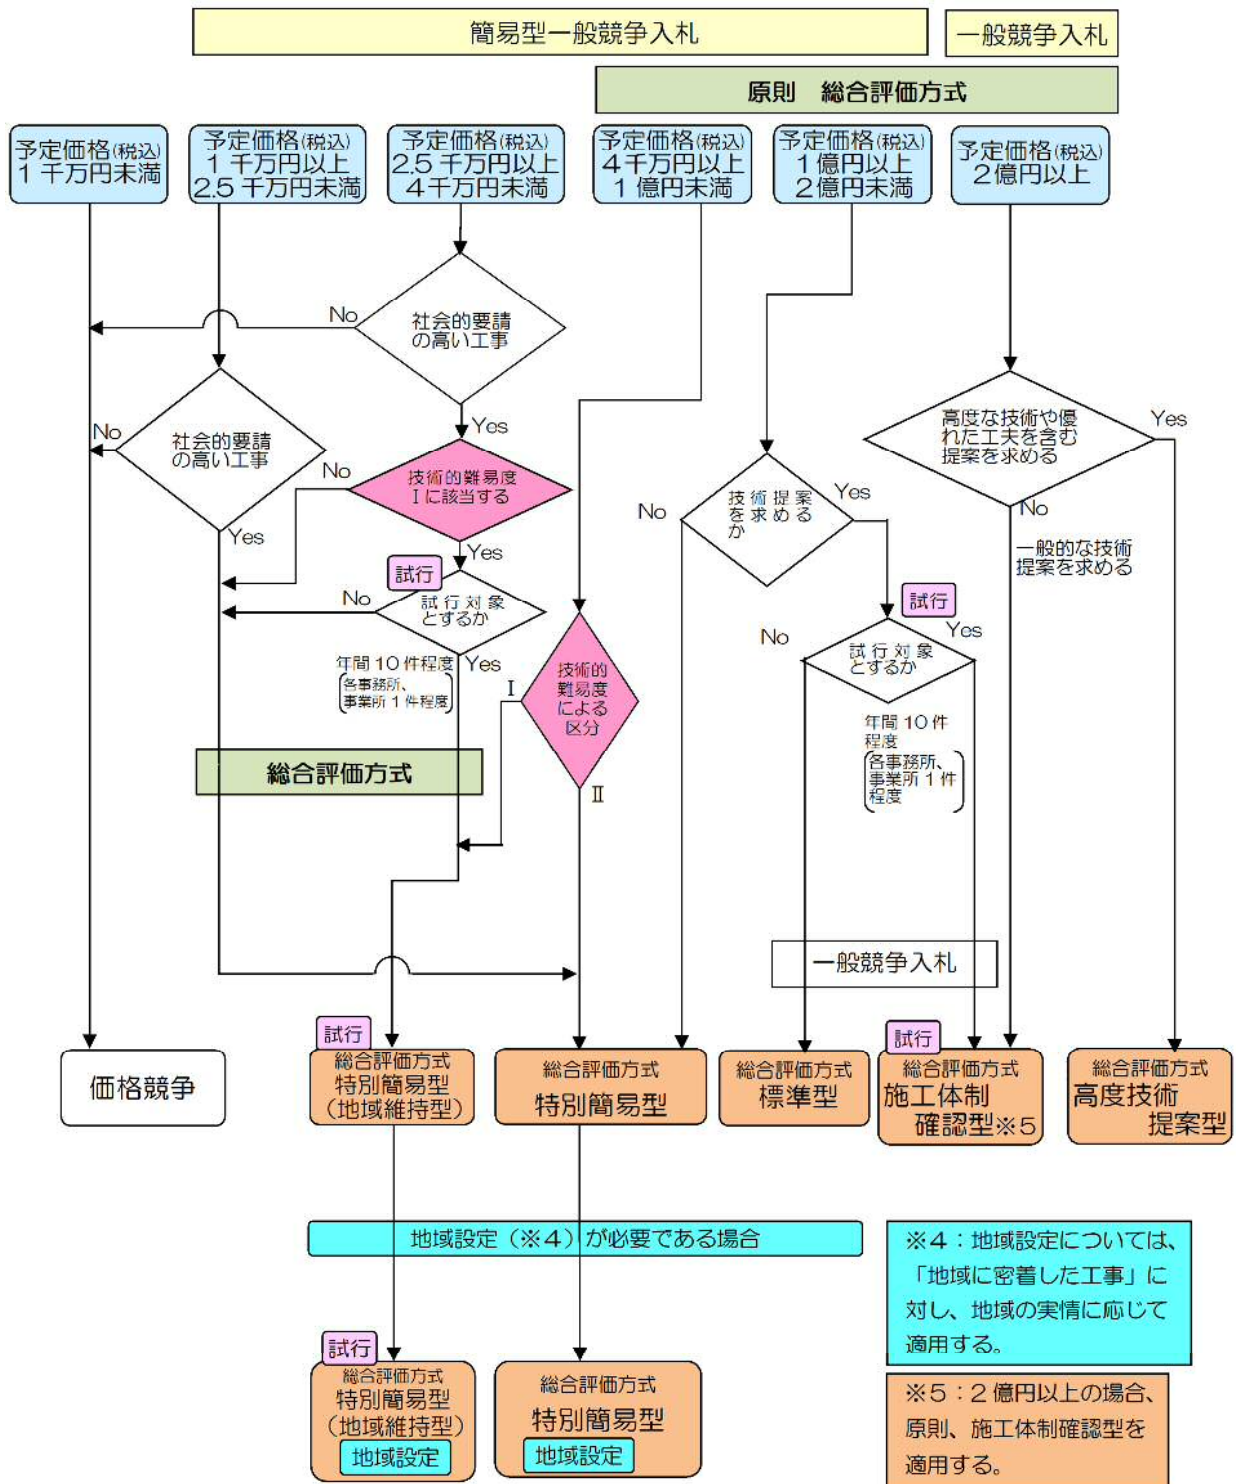 簡易型一般競争入札
一般競争入札
原則　総合評価方式
予定価格(税込)
1千万円未満
予定価格(税込)
1千万円以上
2.5千万円未満
予定価格(税込)
2.5千万円以上
4千万円未満
予定価格(税込)
4千万円以上
1億円未満
予定価格(税込)
1億円以上
2億円未満
予定価格(税込)
2億円以上
No
社会的要請
の高い工事
Yes
No
社会的要請
の高い工事
Yes
No
技術的難易度
Ⅰに該当する
Yes
試行
No
試行対象
とするか
Yes
年間10件程度
各事務所、
事業所1件程度
Ⅰ
技術的
難易度
による
区分
Ⅱ
No
技術提案
を求める
か
Yes
高度な技術や優
れた工夫を含む
提案を求める
Yes
No
一般的な技術
提案を求める
試行
No
試行対象
とするか
Yes
年間10件
程度
各事務所、
事業所1件
程度
総合評価方式
一般競争入札
価格競争
試行
総合評価方式
特別簡易型
（地域維持型）
総合評価方式
特別簡易型
総合評価方式
標準型
試行
総合評価方式
施工体制
確認型※5
総合評価方式
高度技術
提案型
地域設定（※4）が必要である場合
※4：地域設定については、
「地域に密着した工事」に
対し、地域の実情に応じて
適用する。
試行
総合評価方式
特別簡易型
（地域維持型）
地域設定
総合評価方式
特別簡易型
地域設定
※5：2億円以上の場合、
原則、施工体制確認型を
適用する。